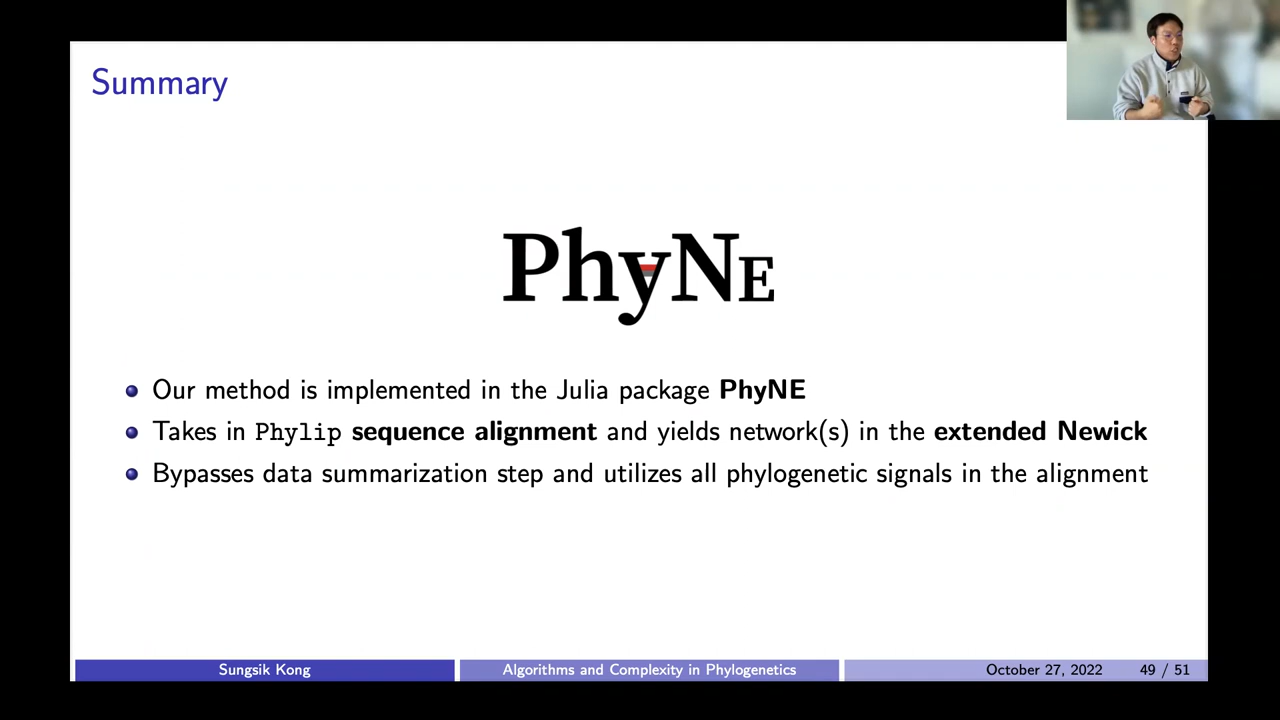 Summary
PhyNE
Our method is implemented in the Julia package PhyNE
Takes in Phylip sequence alignment and yields network(s) in the extended Newick
Bypasses data summarization step and utilizes all phylogenetic signals in the alignment
Sungsik Kong Algorithms and Complexity in Phylogenetics October 27, 2022 49 / 51